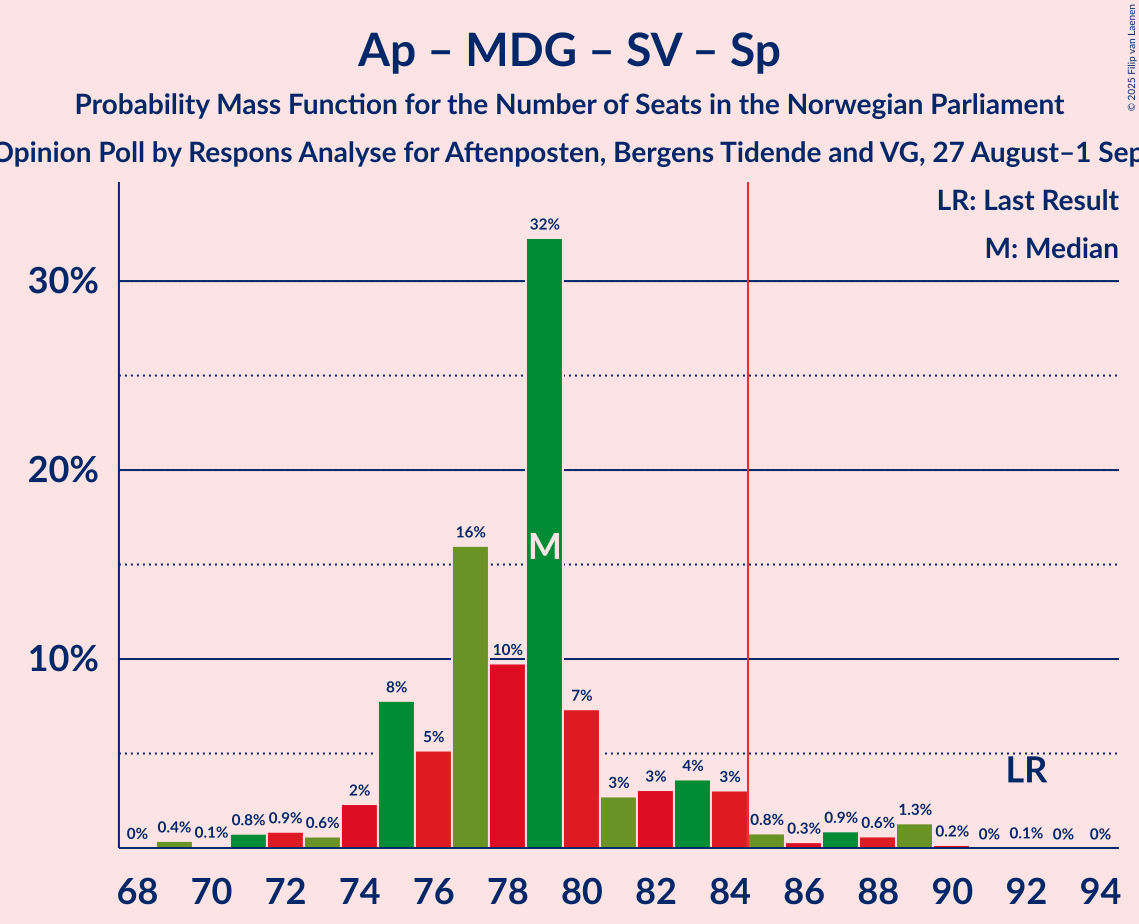 Ap – MDG – SV – Sp
Probability Mass Function for the Number of Seats in the Norwegian Parliament
Opinion Poll by Respons Analyse for Aftenposten, Bergens Tidende and VG, 27 August–1 Sep
© 2025 Filip van Laenen
LR: Last Result
M: Median
32%
30%
20%
16%
M
10%
10%
8%
7%
5%
LR
4%
3%
3%
3%
2%
1.3%
0% 0.4% 0.1% 0.8% 0.9% 0.6% 0.8% 0.3% 0.9% 0.6% 0.2% 0% 0.1% 0% 0%
68 70 72 74 76 78 80 82 84 86 88 90 92 94